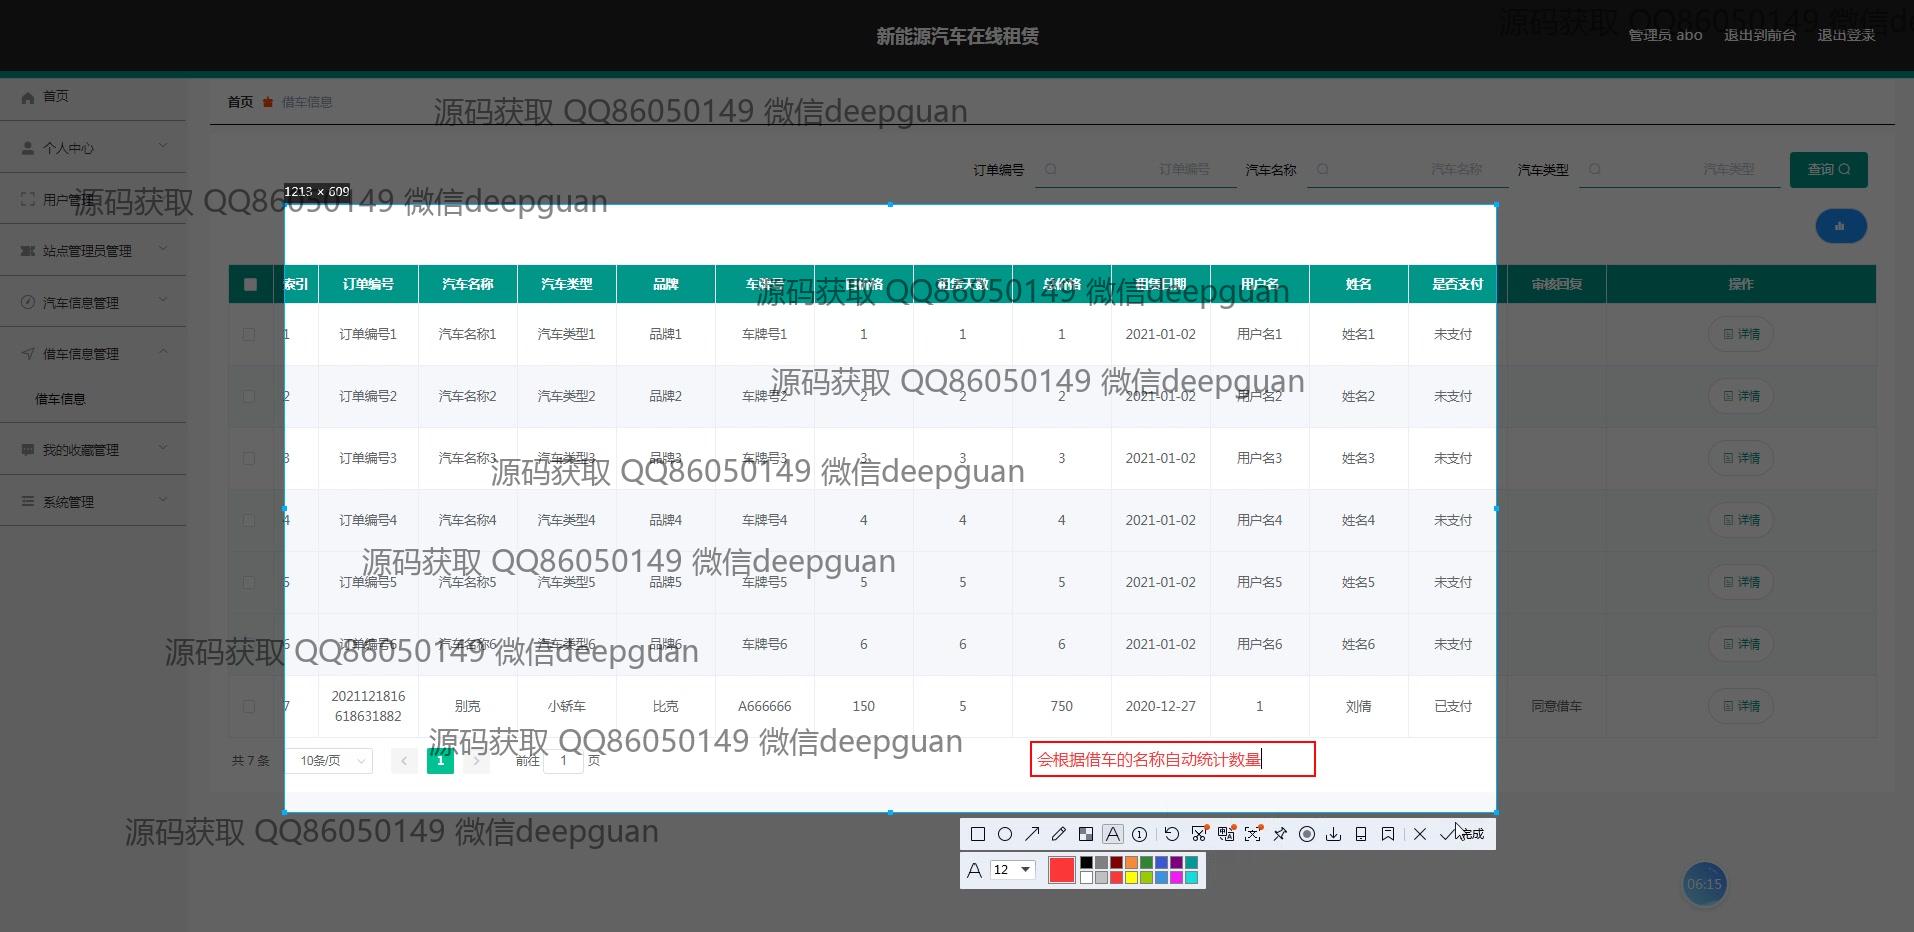 源码获取 QQ86050149 微信de
新能源汽车在线租赁
管理员 abo 退出到前台 退出登录
首页
个人中心
用户管理
站点管理员管理
汽车信息管理
借车信息管理
借车信息
我的收藏管理
系统管理
首页 借车信息
源码获取 QQ86050149 微信deepguan
订单编号 订单编号 汽车名称 汽车名称 汽车类型 汽车类型 查询
1213 × 609
源码获取 QQ86050149 微信deepguan
索引 订单编号 汽车名称 汽车类型 品牌 车牌号 日价格 租赁天数 总价格 租赁日期 用户名 姓名 是否支付 审核回复 操作
源码获取 QQ86050149 微信deepguan
1 订单编号1 汽车名称1 汽车类型1 品牌1 车牌号1 1 1 1 2021-01-02 用户名1 姓名1 未支付 详情
源码获取 QQ86050149 微信deepguan
2 订单编号2 汽车名称2 汽车类型2 品牌2 车牌号2 2 2 2 2021-01-02 用户名2 姓名2 未支付 详情
3 订单编号3 汽车名称3 汽车类型3 品牌3 车牌号3 3 3 3 2021-01-02 用户名3 姓名3 未支付 详情
源码获取 QQ86050149 微信deepguan
4 订单编号4 汽车名称4 汽车类型4 品牌4 车牌号4 4 4 4 2021-01-02 用户名4 姓名4 未支付 详情
源码获取 QQ86050149 微信deepguan
5 订单编号5 汽车名称5 汽车类型5 品牌5 车牌号5 5 5 5 2021-01-02 用户名5 姓名5 未支付 详情
6 订单编号6 汽车名称6 汽车类型6 品牌6 车牌号6 6 6 6 2021-01-02 用户名6 姓名6 未支付 详情
源码获取 QQ86050149 微信deepguan
7 2021121816 别克 小轿车 比克 A666666 150 5 750 2020-12-27 1 刘倩 已支付 同意借车 详情
618631882
源码获取 QQ86050149 微信deepguan
共 7 条 10条/页 1 前往 1 页
会根据借车的名称自动统计数量
源码获取 QQ86050149 微信deepguan
完成
A 12
06:15